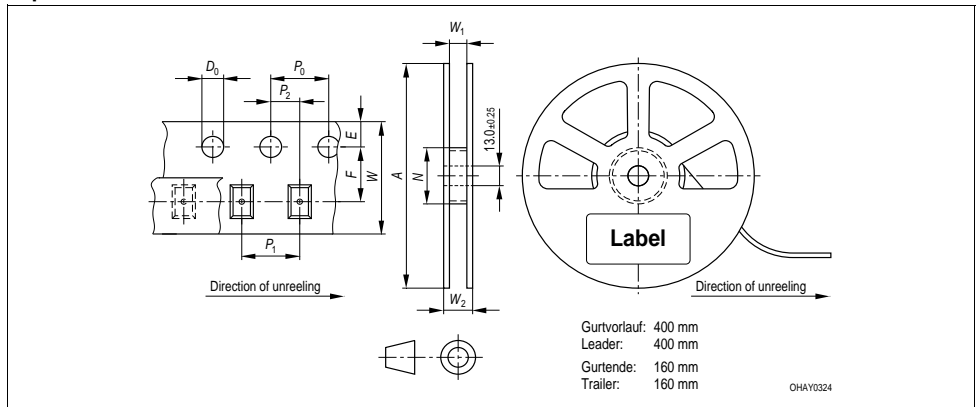 W1
D0
P0
P2
E
F
W
A
N
13.0±0.25
Label
P1
W2
Direction of unreeling
Direction of unreeling
Gurtvorlauf: 400 mm
Leader: 400 mm
Gurtende: 160 mm
Trailer: 160 mm
OHAY0324